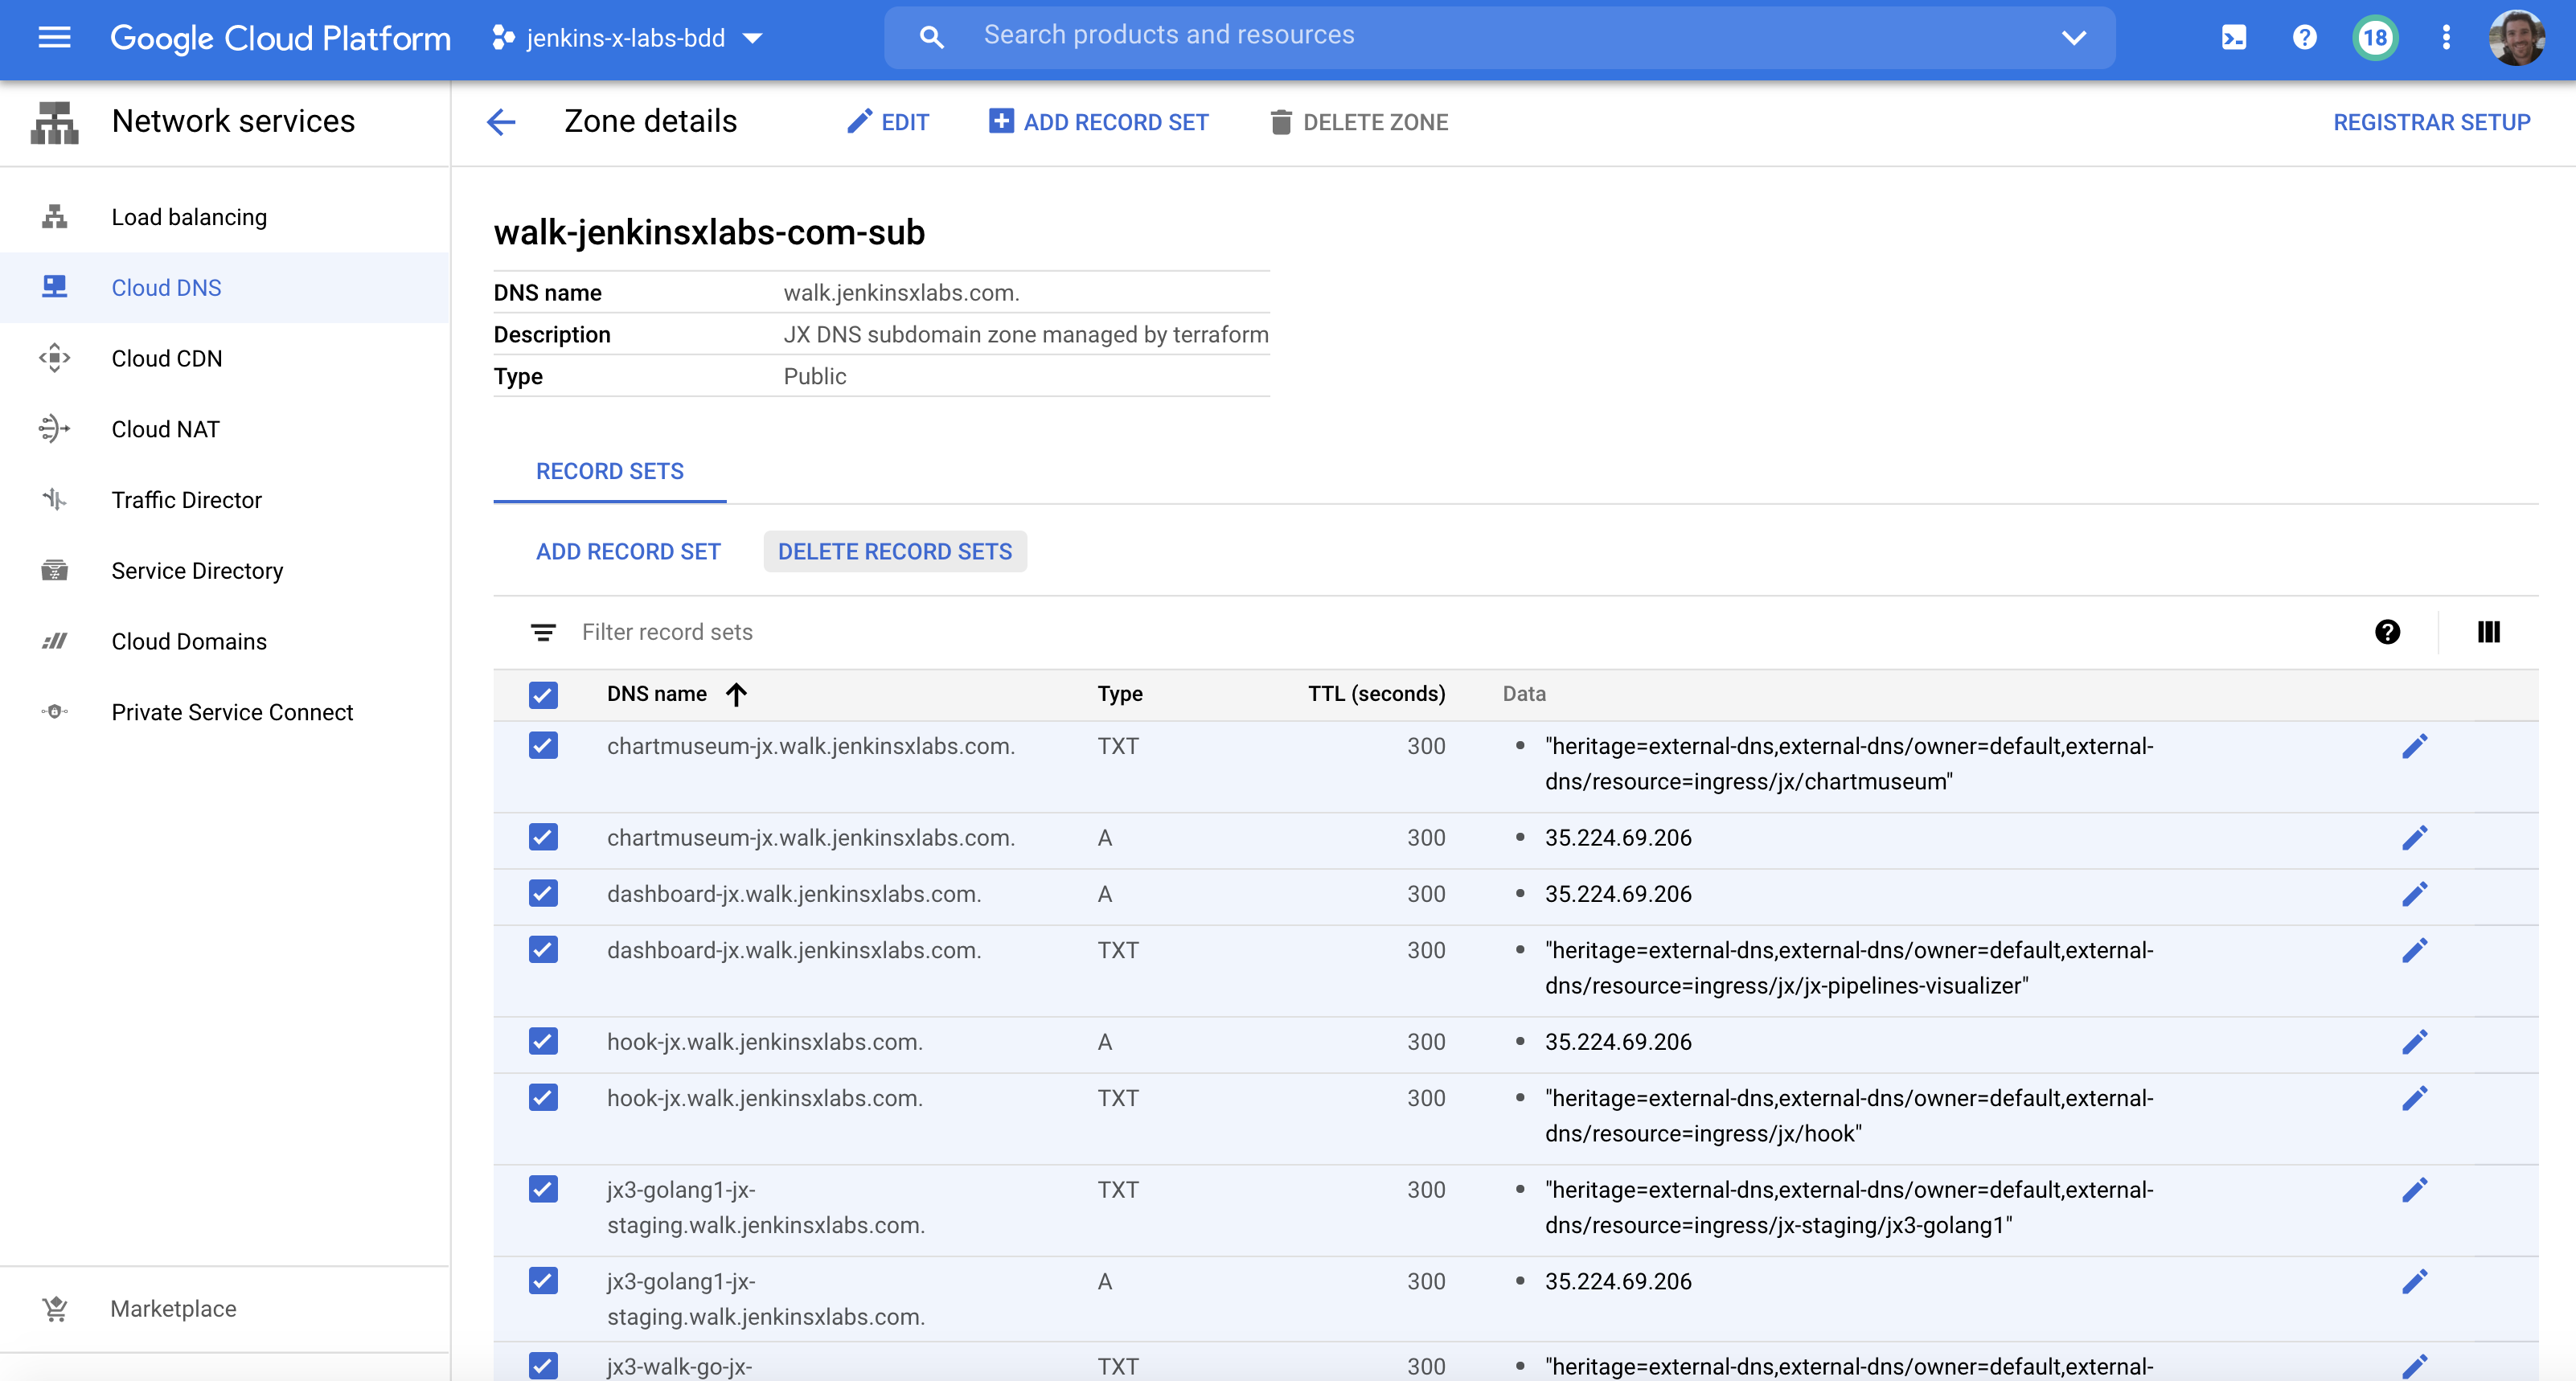 Google Cloud Platform
jenkins-x-labs-bdd
Search products and resources
18
Network services
Zone details
EDIT
ADD RECORD SET
DELETE ZONE
REGISTRAR SETUP
Load balancing
Cloud DNS
Cloud CDN
Cloud NAT
Traffic Director
Service Directory
Cloud Domains
Private Service Connect
Marketplace
walk-jenkinsxlabs-com-sub
DNS name walk.jenkinsxlabs.com.
Description JX DNS subdomain zone managed by terraform
Type Public
RECORD SETS
ADD RECORD SET DELETE RECORD SETS
Filter record sets
DNS name Type TTL (seconds) Data
chartmuseum-jx.walk.jenkinsxlabs.com. TXT 300 • "heritage=external-dns,external-dns/owner=default,external-
dns/resource=ingress/jx/chartmuseum"
chartmuseum-jx.walk.jenkinsxlabs.com. A 300 • 35.224.69.206
dashboard-jx.walk.jenkinsxlabs.com. A 300 • 35.224.69.206
dashboard-jx.walk.jenkinsxlabs.com. TXT 300 • "heritage=external-dns,external-dns/owner=default,external-
dns/resource=ingress/jx/jx-pipelines-visualizer"
hook-jx.walk.jenkinsxlabs.com. A 300 • 35.224.69.206
hook-jx.walk.jenkinsxlabs.com. TXT 300 • "heritage=external-dns,external-dns/owner=default,external-
dns/resource=ingress/jx/hook"
jx3-golang1-jx- TXT 300 • "heritage=external-dns,external-dns/owner=default,external-
staging.walk.jenkinsxlabs.com. dns/resource=ingress/jx-staging/jx3-golang1"
jx3-golang1-jx- A 300 • 35.224.69.206
staging.walk.jenkinsxlabs.com.
jx3-walk-go-jx- TXT 300 • "heritage=external-dns,external-dns/owner=default,external-